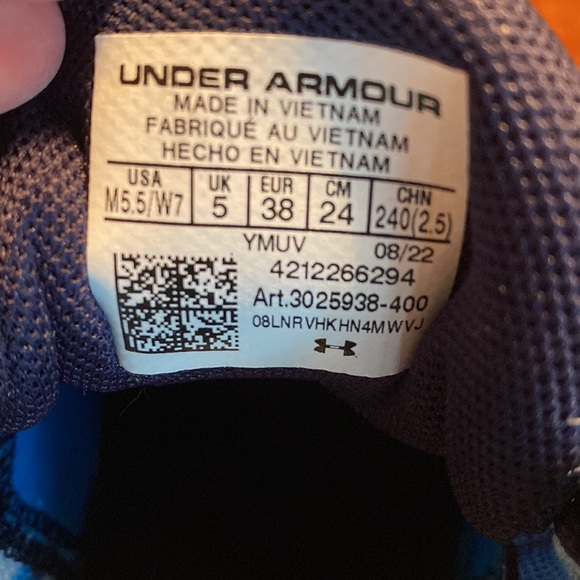 UNDER ARMOUR
MADE IN VIETNAM
FABRIQUÉ AU VIETNAM
HECHO EN VIETNAM
USA UK EUR CM CHN
M5.5/W7 5 38 24 240(2.5)
YMUV 08/22
4212266294
Art.3025938-400
08LNRVHKHN4MWVJ